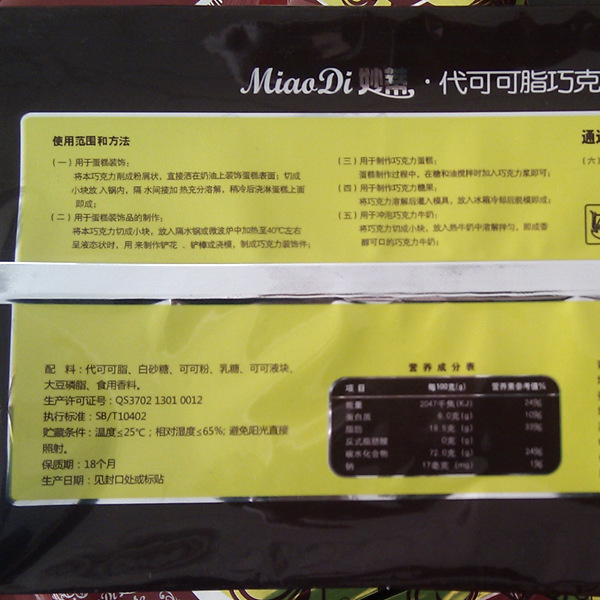 MiaoDi 妙蒂·代可可脂巧克
使用范围和方法
(一)用于蛋糕装饰:
将本巧克力削成粉屑状,直接洒在奶油上装饰蛋糕表面;切成
小块放入锅内,隔水间接加热充分溶解,稍冷后浇淋蛋糕上面
即成;
(二)用于蛋糕装饰品的制作:
将本巧克力切成小块,放入隔水锅或微波炉中加热至40℃左右
呈液态状时,用来制作铲花、铲棒或浇模,制成巧克力装饰件;
(三)用于制作巧克力蛋糕:
蛋糕制作过程中,在糖和油搅拌时加入巧克力浆即可;
(四)用于制作巧克力糖果:
将巧克力溶解后灌入模具,放入冰箱冷却后脱模即成;
(五)用于冲泡巧克力牛奶:
将巧克力切成小块,放入热牛奶中溶解拌匀,即成香
醇可口的巧克力牛奶;
(六
配 料:代可可脂、白砂糖、可可粉、乳糖、可可液块、
大豆磷脂、食用香料。
生产许可证号:QS3702 1301 0012
执行标准:SB/T10402
贮藏条件:温度≤25℃;相对湿度≤65%;避免阳光直接
照射。
保质期:18个月
生产日期:见封口处或标贴
营养成分表
项目 每100克(g) 营养素参考值%
能量 2047千焦(KJ) 24%
蛋白质 6.0克(g) 10%
脂肪 19.5克(g) 33%
反式脂肪酸 0克(g)
碳水化合物 72.0克(g) 24%
钠 17毫克(mg) 1%